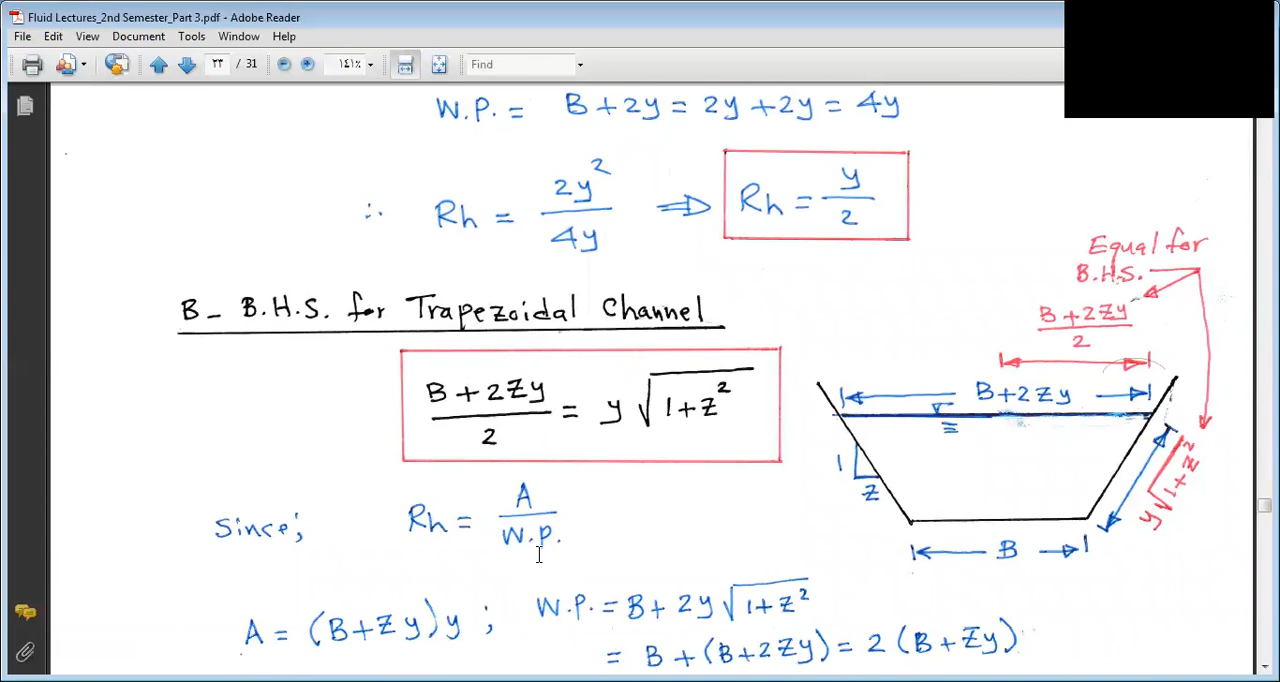 Fluid Lectures_2nd Semester_Part 3.pdf - Adobe Reader
File Edit View Document Tools Window Help
٢٣ / 31 ١٤١% Find
W.P. = B + 2y = 2y + 2y = 4y
∴ Rh = 2y² / 4y ⇒ Rh = y / 2
Equal for
B.H.S.
B - B.H.S. for Trapezoidal Channel
B + 2Zy / 2
B + 2Zy / 2 = y √1+z²
B + 2Zy
1
Z
y √1+z²
B
Since; Rh = A / W.P.
A = (B + Zy) y ; W.P. = B + 2y √1+z²
= B + (B + 2Zy) = 2 (B + Zy)